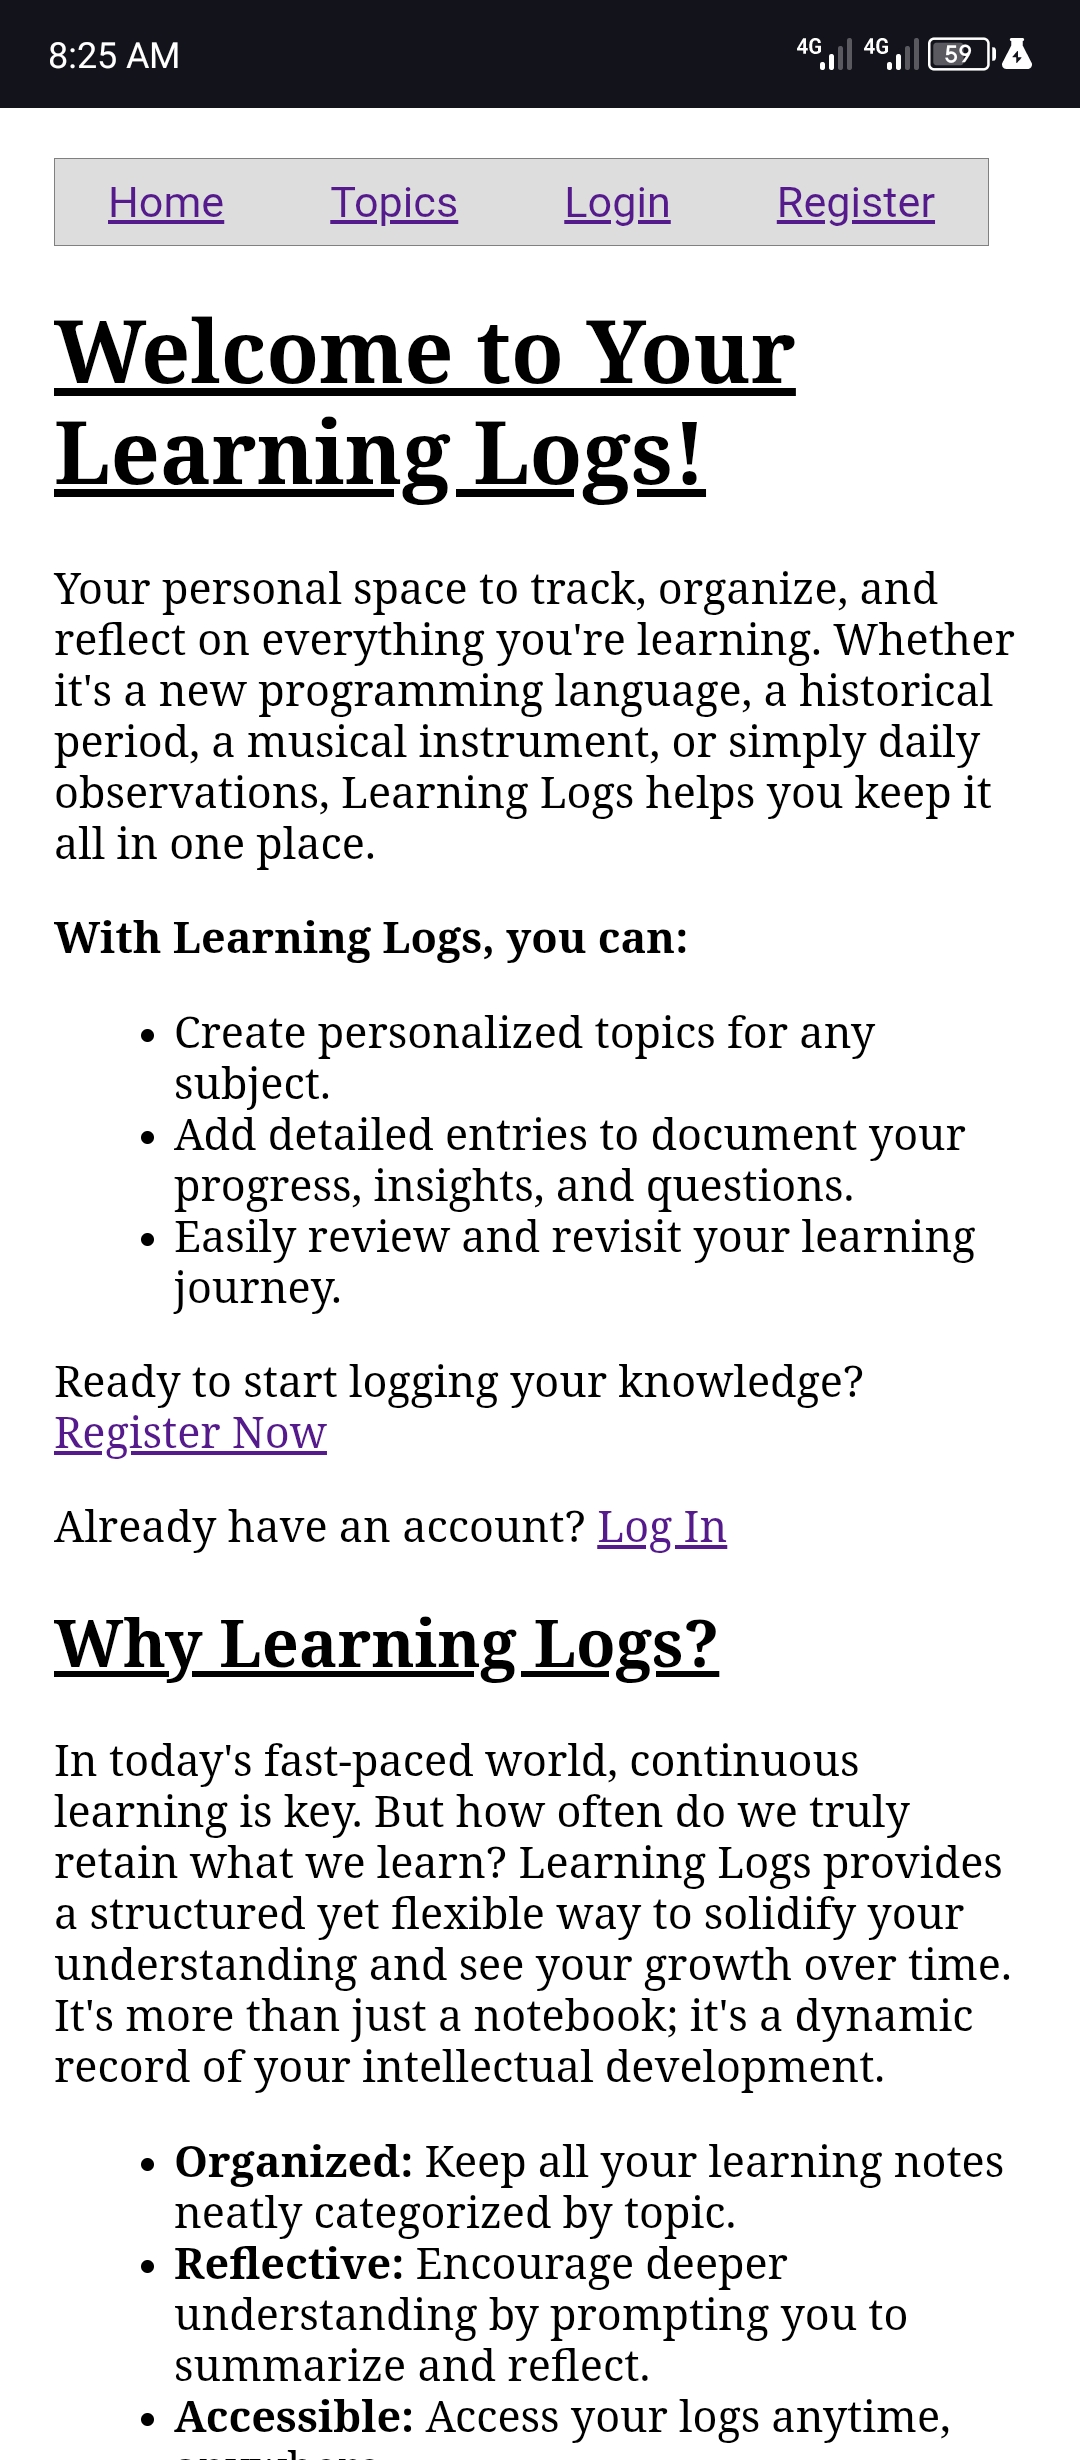 8:25 AM
4G 4G 59
Home Topics Login Register
Welcome to Your
Learning Logs!
Your personal space to track, organize, and
reflect on everything you're learning. Whether
it's a new programming language, a historical
period, a musical instrument, or simply daily
observations, Learning Logs helps you keep it
all in one place.
With Learning Logs, you can:
• Create personalized topics for any
subject.
• Add detailed entries to document your
progress, insights, and questions.
• Easily review and revisit your learning
journey.
Ready to start logging your knowledge?
Register Now
Already have an account? Log In
Why Learning Logs?
In today's fast-paced world, continuous
learning is key. But how often do we truly
retain what we learn? Learning Logs provides
a structured yet flexible way to solidify your
understanding and see your growth over time.
It's more than just a notebook; it's a dynamic
record of your intellectual development.
• Organized: Keep all your learning notes
neatly categorized by topic.
• Reflective: Encourage deeper
understanding by prompting you to
summarize and reflect.
• Accessible: Access your logs anytime,